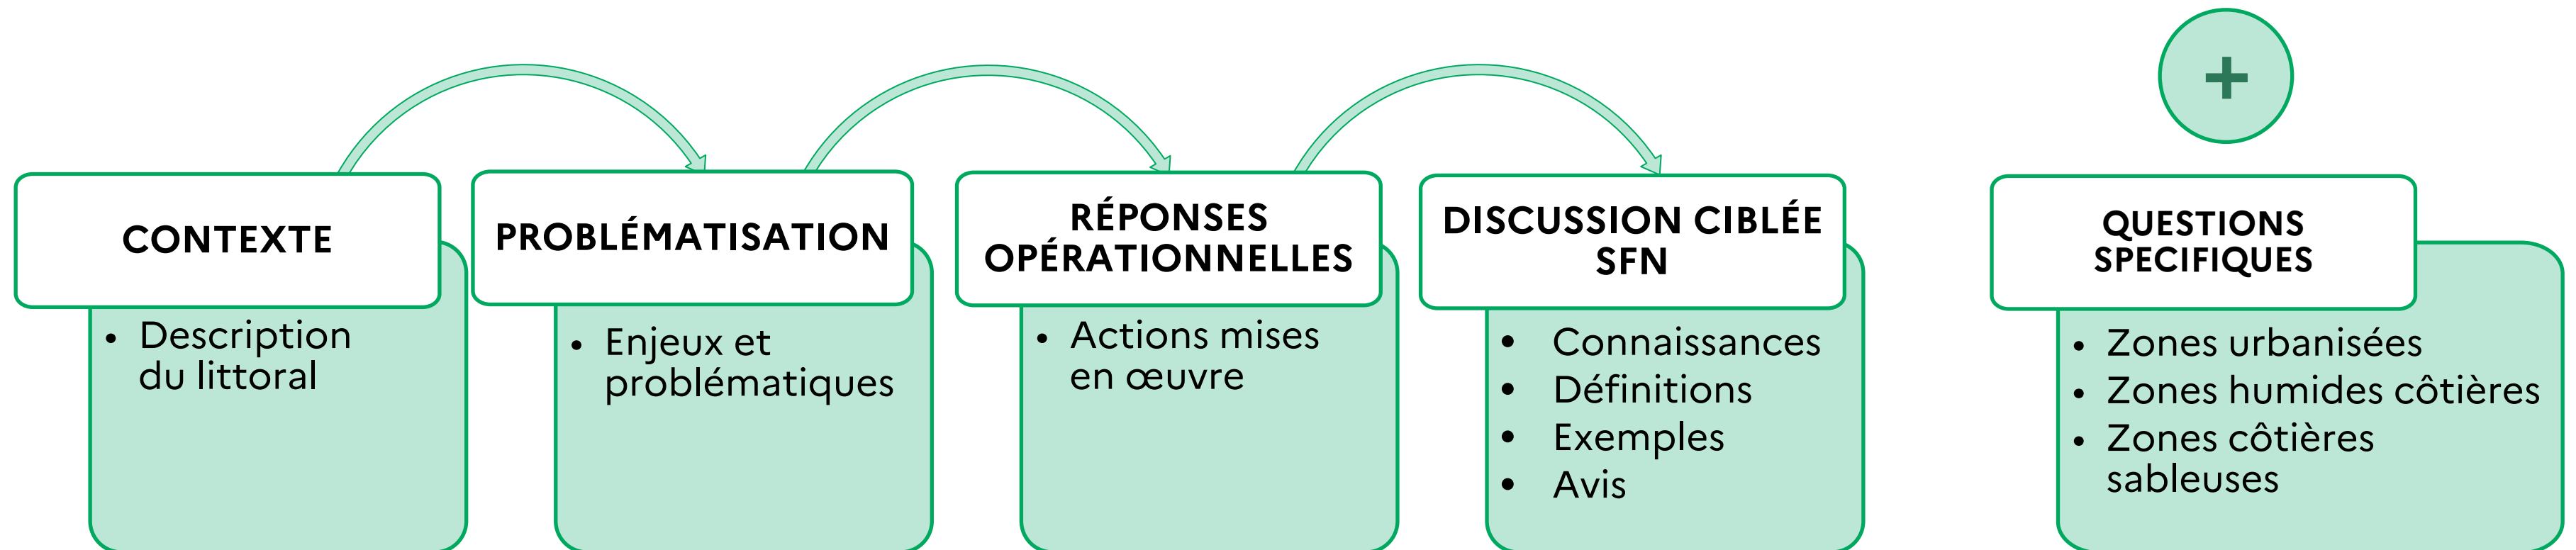 +
CONTEXTE
• Description
du littoral
PROBLÉMATISATION
• Enjeux et
problématiques
RÉPONSES
OPÉRATIONNELLES
• Actions mises
en œuvre
DISCUSSION CIBLÉE
SFN
• Connaissances
• Définitions
• Exemples
• Avis
QUESTIONS
SPECIFIQUES
• Zones urbanisées
• Zones humides côtières
• Zones côtières
sableuses